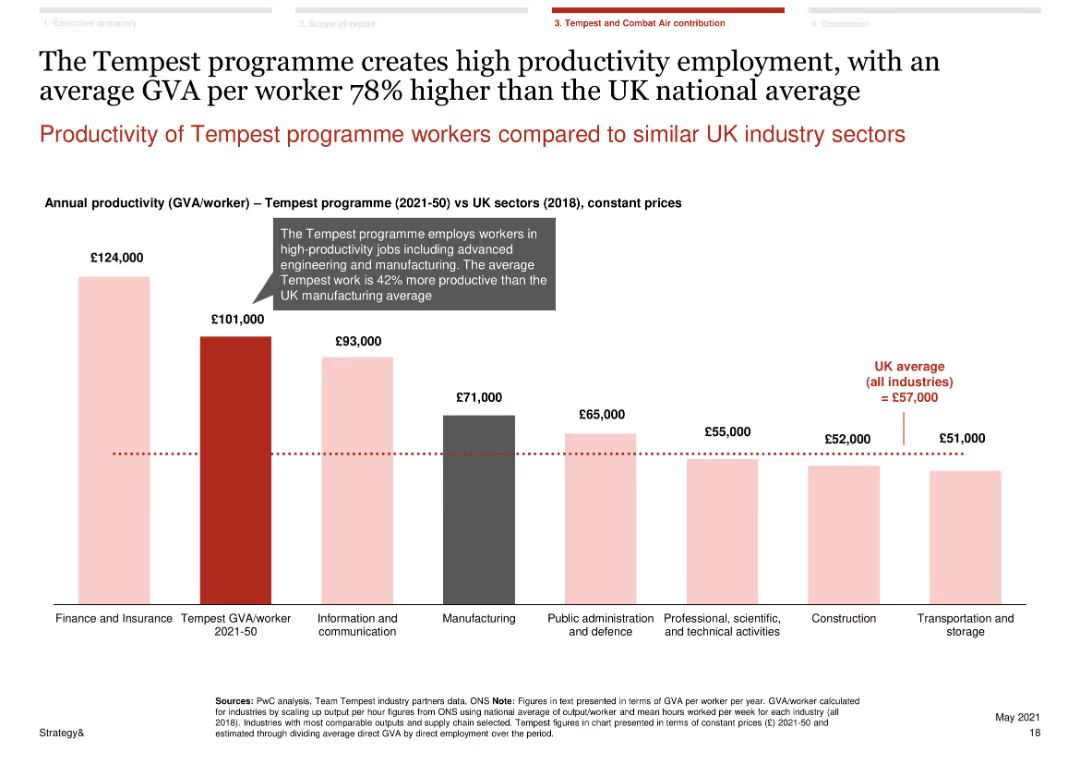 1. Executive summary
2. Scope of report
3. Tempest and Combat Air contribution
4. Conclusion
The Tempest programme creates high productivity employment, with an
average GVA per worker 78% higher than the UK national average
Productivity of Tempest programme workers compared to similar UK industry sectors
Annual productivity (GVA/worker) – Tempest programme (2021-50) vs UK sectors (2018), constant prices
The Tempest programme employs workers in
high-productivity jobs including advanced
engineering and manufacturing. The average
Tempest work is 42% more productive than the
UK manufacturing average
£124,000
£101,000
£93,000
£71,000
£65,000
£55,000
£52,000
£51,000
UK average
(all industries)
= £57,000
Finance and Insurance
Tempest GVA/worker
2021-50
Information and
communication
Manufacturing
Public administration
and defence
Professional, scientific,
and technical activities
Construction
Transportation and
storage
Sources: PwC analysis, Team Tempest industry partners data, ONS Note: Figures in text presented in terms of GVA per worker per year. GVA/worker calculated
for industries by scaling up output per hour figures from ONS using national average of output/worker and mean hours worked per week for each industry (all
2018). Industries with most comparable outputs and supply chain selected. Tempest figures in chart presented in terms of constant prices (£) 2021-50 and
estimated through dividing average direct GVA by direct employment over the period.
Strategy&
May 2021
18